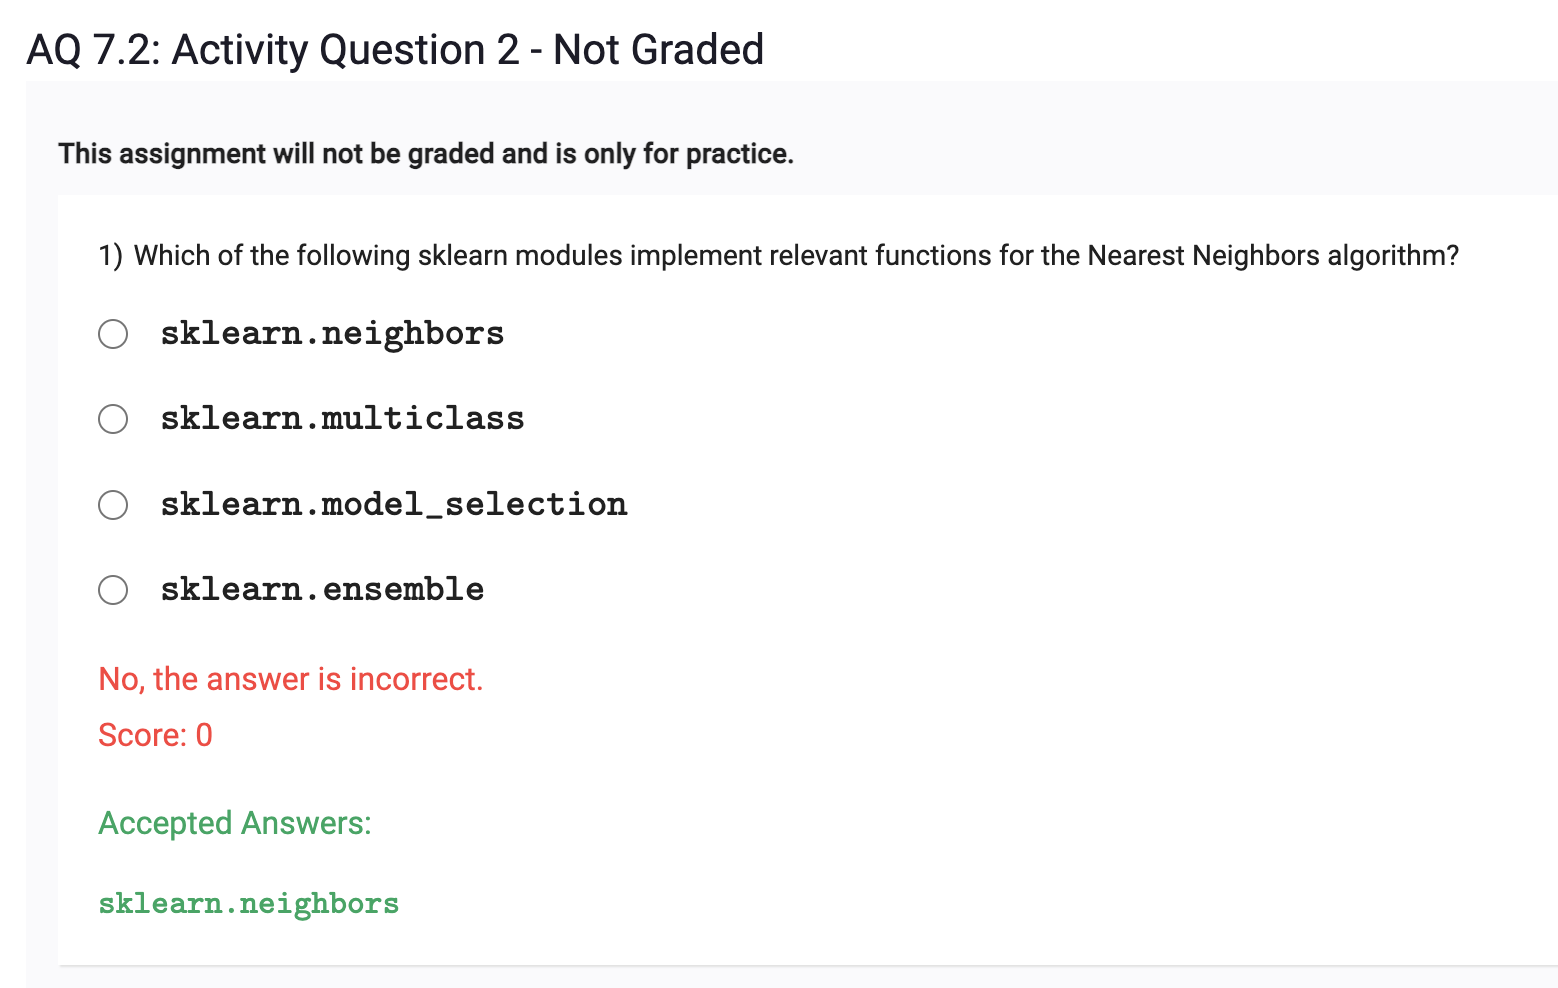 AQ 7.2: Activity Question 2 - Not Graded
This assignment will not be graded and is only for practice.
1) Which of the following sklearn modules implement relevant functions for the Nearest Neighbors algorithm?
sklearn.neighbors
sklearn.multiclass
sklearn.model_selection
sklearn.ensemble
No, the answer is incorrect.
Score: 0
Accepted Answers:
sklearn.neighbors